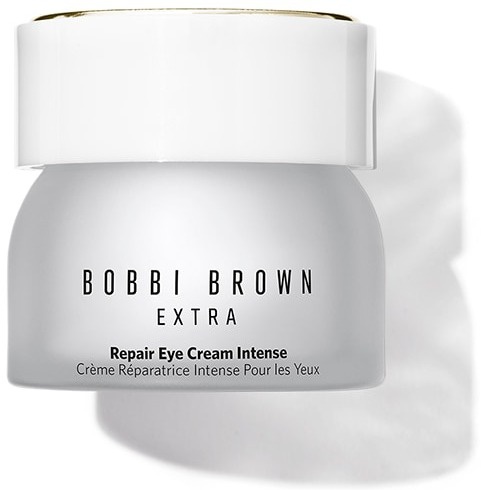 BOBBI BROWN
EXTRA
Repair Eye Cream Intense
Crème Réparatrice Intense Pour les Yeux